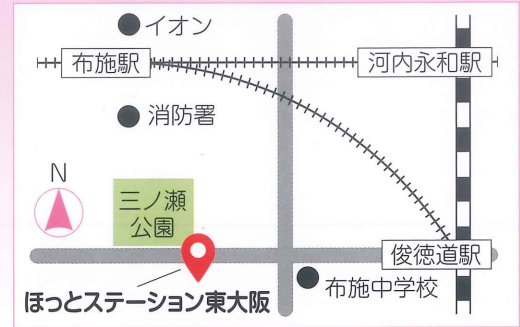 イオン
布施駅
河内永和駅
消防署
N
三ノ瀬
公園
俊徳道駅
布施中学校
ほっとステーション東大阪